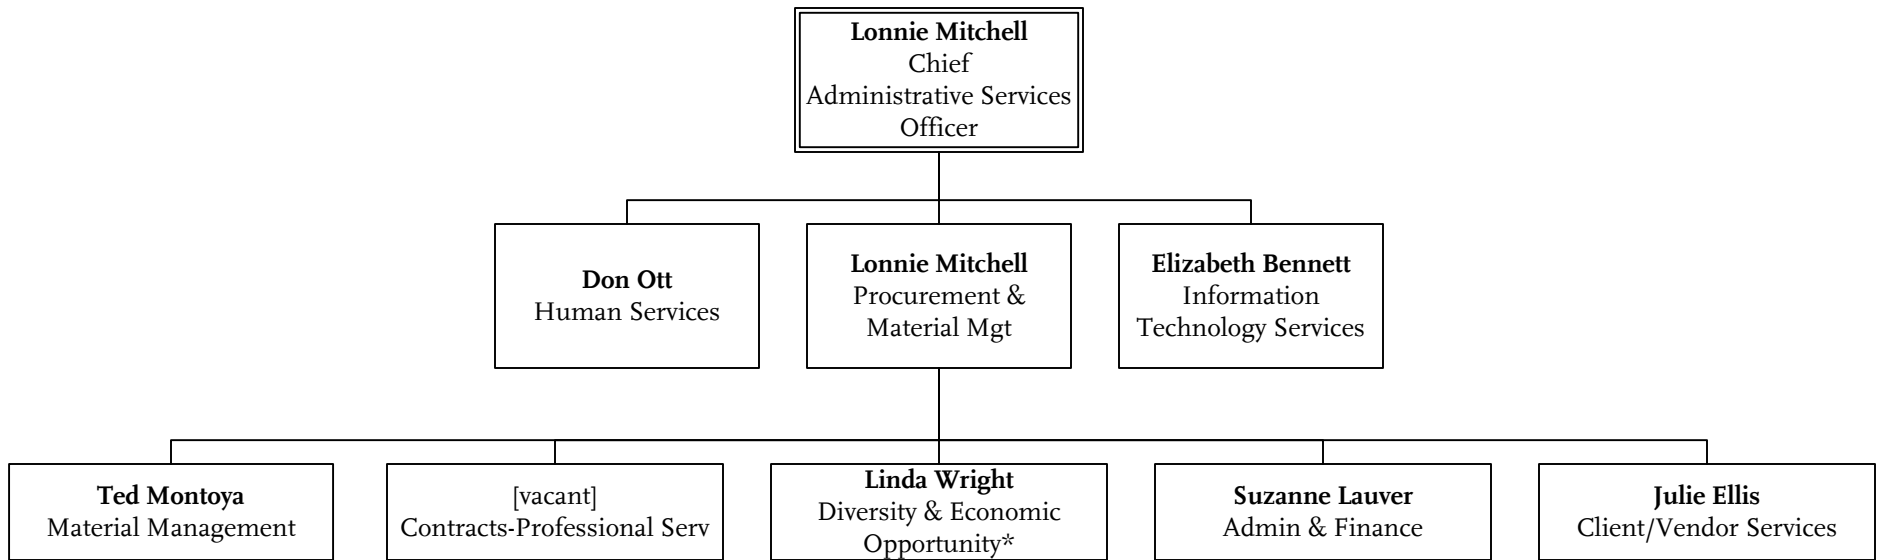 Lonnie Mitchell
Chief
Administrative Services
Officer
Don Ott
Human Services
Lonnie Mitchell
Procurement &
Material Mgt
Elizabeth Bennett
Information
Technology Services
Ted Montoya
Material Management
[vacant]
Contracts-Professional Serv
Linda Wright
Diversity & Economic
Opportunity*
Suzanne Lauver
Admin & Finance
Julie Ellis
Client/Vendor Services